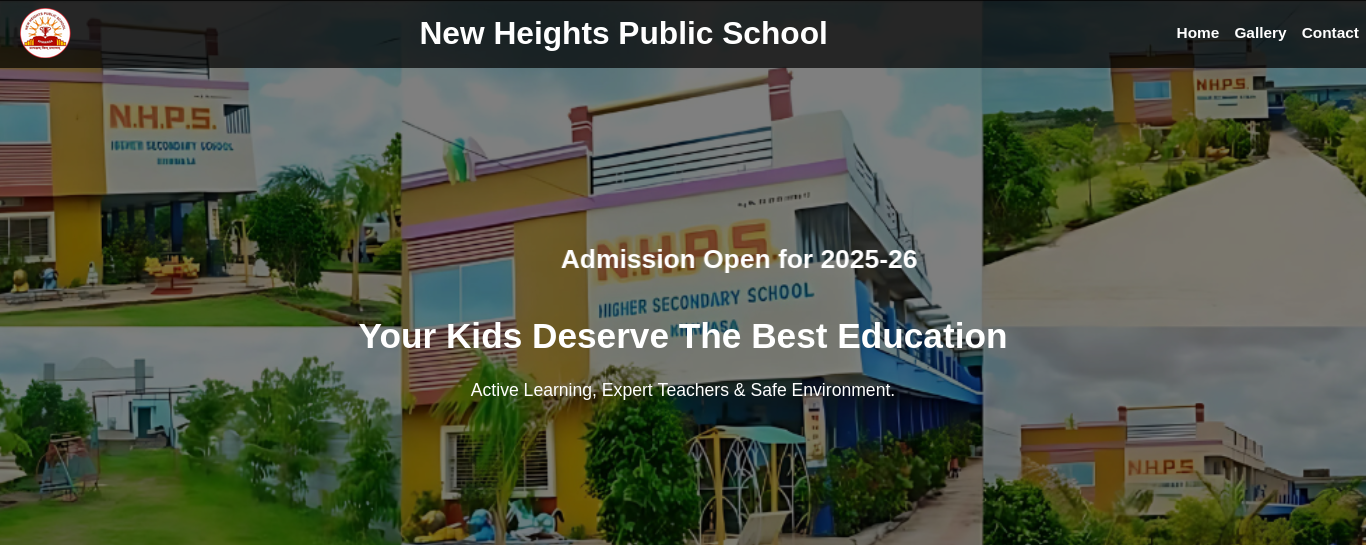 New Heights Public School
Home Gallery Contact
N.H.P.S.
HIGHER SECONDARY SCHOOL
N.H.P.S.
N.H.P.S.
HIGHER SECONDARY SCHOOL
Admission Open for 2025-26
Your Kids Deserve The Best Education
Active Learning, Expert Teachers & Safe Environment.
N.H.P.S